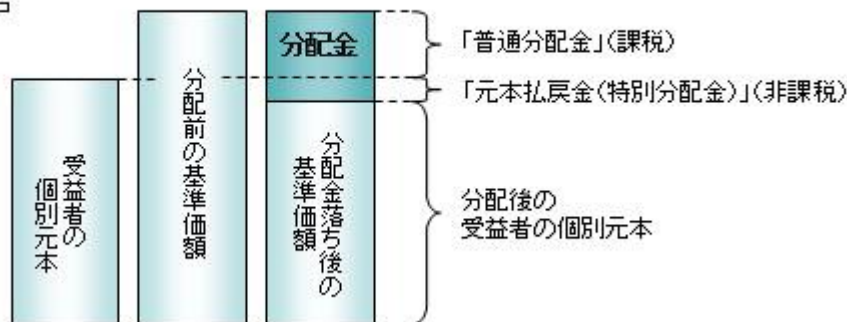 受益者の
個別元本
分配前の基準価額
分配金
分配金落ち後の
基準価額
「普通分配金」(課税)
「元本払戻金(特別分配金)」(非課税)
分配後の
受益者の個別元本